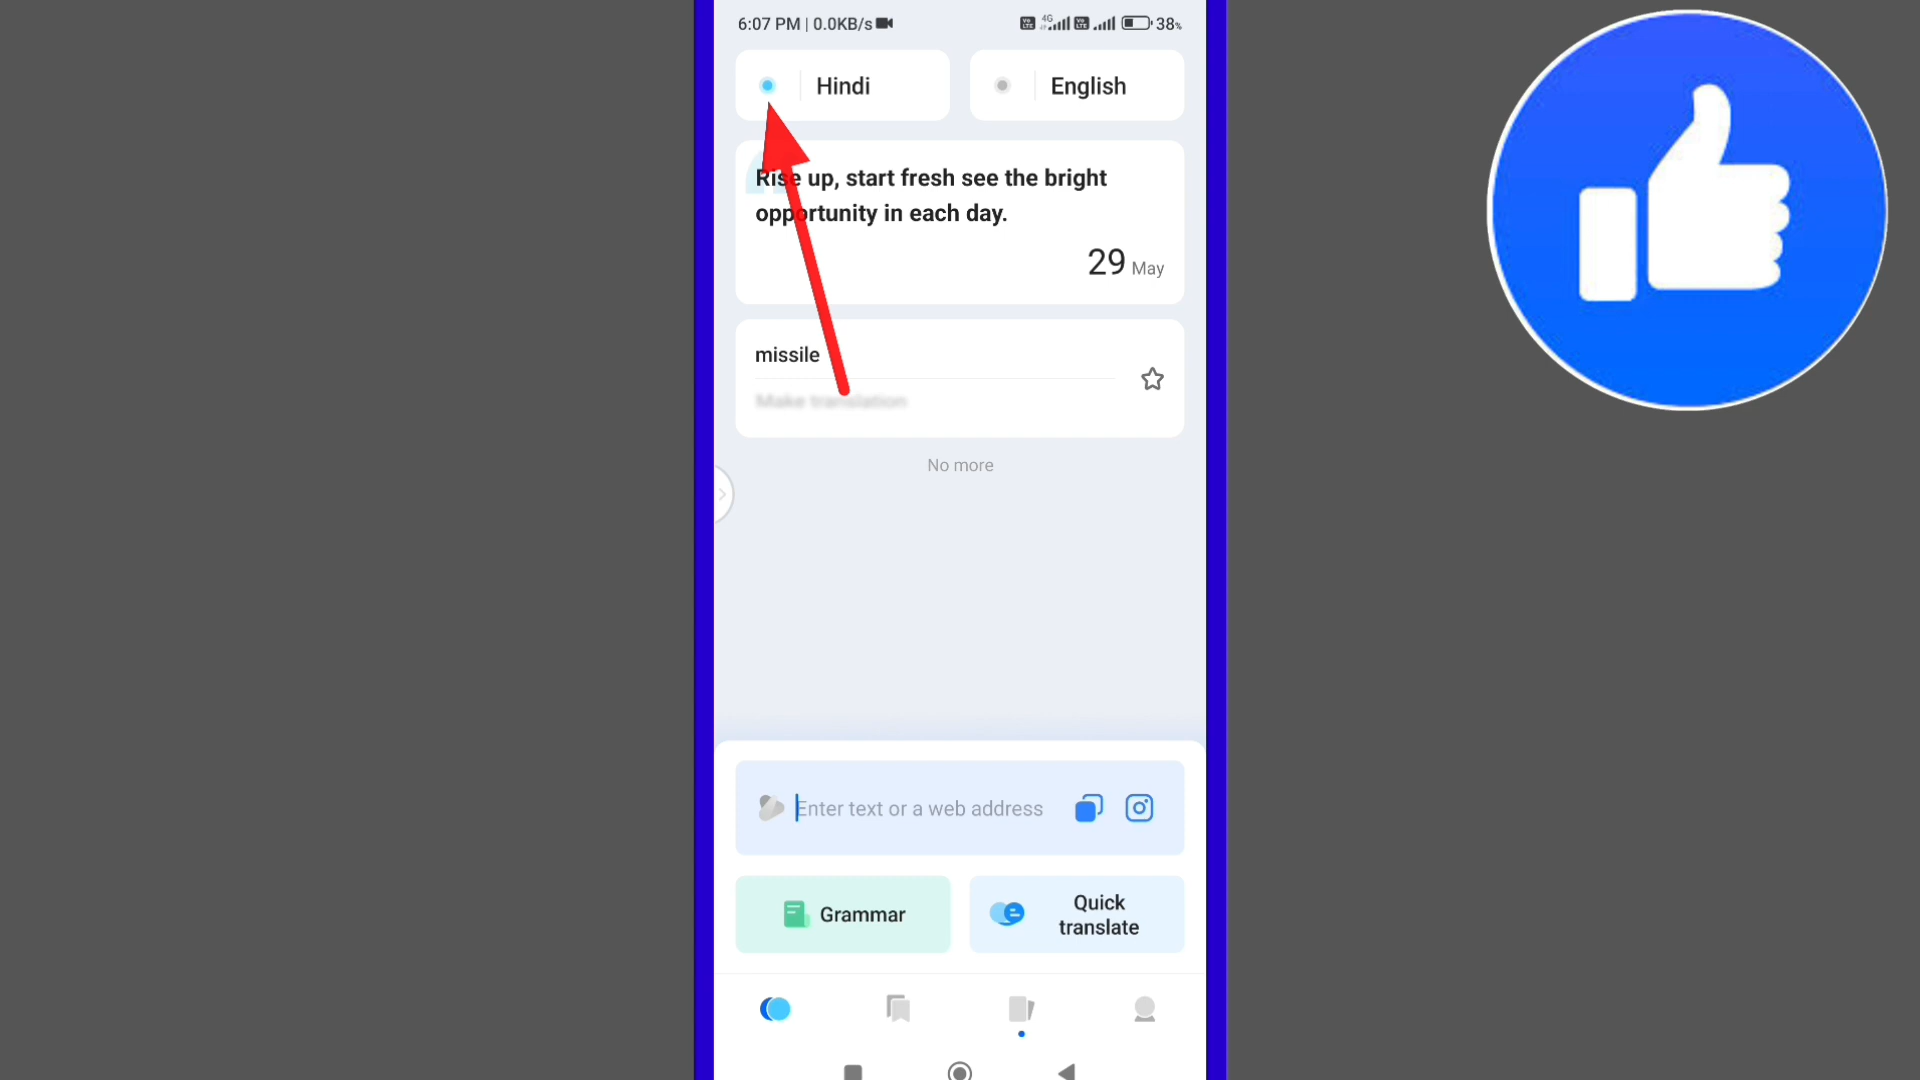 6:07 PM | 0.0KB/s 4G 38%
Hindi
English
Rise up, start fresh see the bright
opportunity in each day.
29 May
missile
Make translation
No more
Enter text or a web address
Grammar
Quick
translate